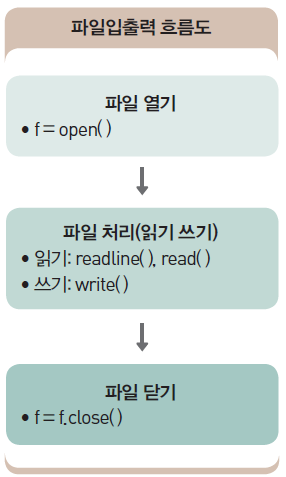 파일입출력 흐름도
파일 열기
• f = open( )
파일 처리(읽기 쓰기)
• 읽기: readline( ), read( )
• 쓰기: write( )
파일 닫기
• f = f.close( )